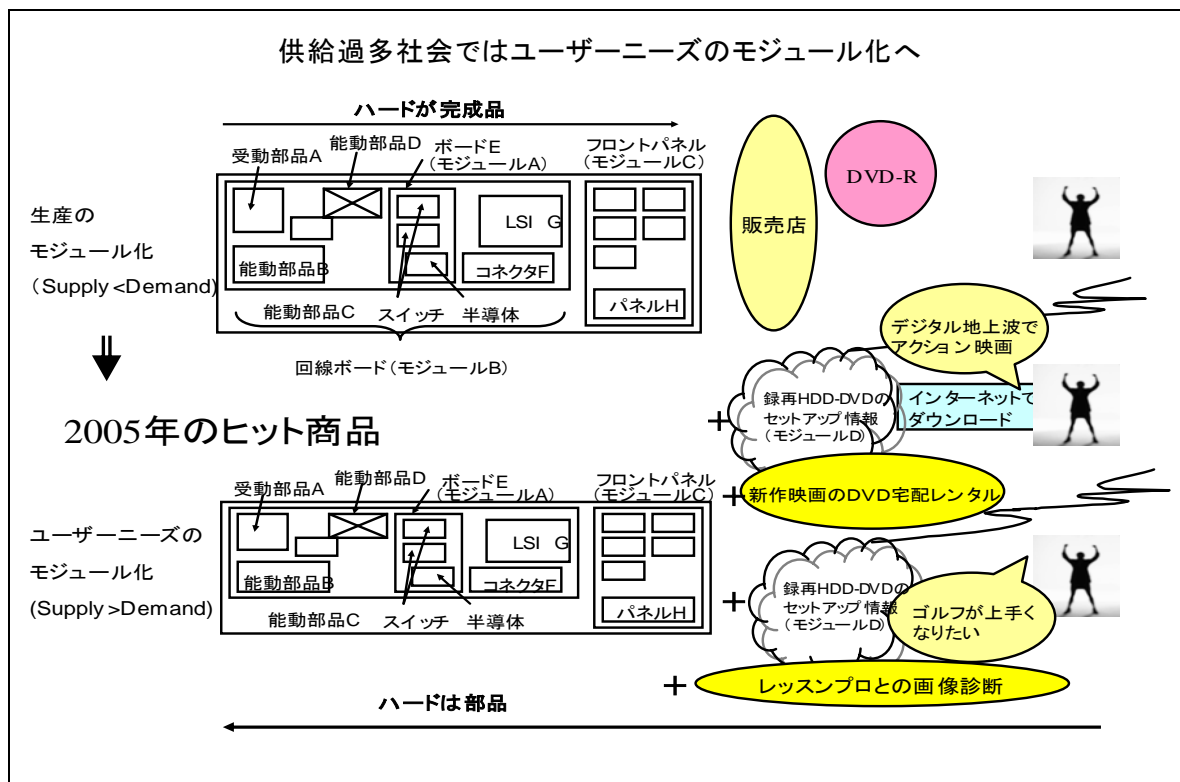 供給過多社会ではユーザーニーズのモジュール化へ
ハードが完成品
受動部品A
能動部品D
ボードE
(モジュールA)
フロントパネル
(モジュールC)
生産の
モジュール化
(Supply<Demand)
能動部品B
LSI G
コネクタF
パネルH
能動部品C
スイッチ
半導体
回線ボード(モジュールB)
販売店
DVD-R
デジタル地上波で
アクション映画
+
録再HDD-DVDの
セットアップ情報
(モジュールD)
インターネットで
ダウンロード
2005年のヒット商品
+
新作映画のDVD宅配レンタル
受動部品A
能動部品D
ボードE
(モジュールA)
フロントパネル
(モジュールC)
ユーザーニーズの
モジュール化
(Supply>Demand)
能動部品B
LSI G
コネクタF
パネルH
能動部品C
スイッチ
半導体
+
録再HDD-DVDの
セットアップ情報
(モジュールD)
ゴルフが上手く
なりたい
+
レッスンプロとの画像診断
ハードは部品